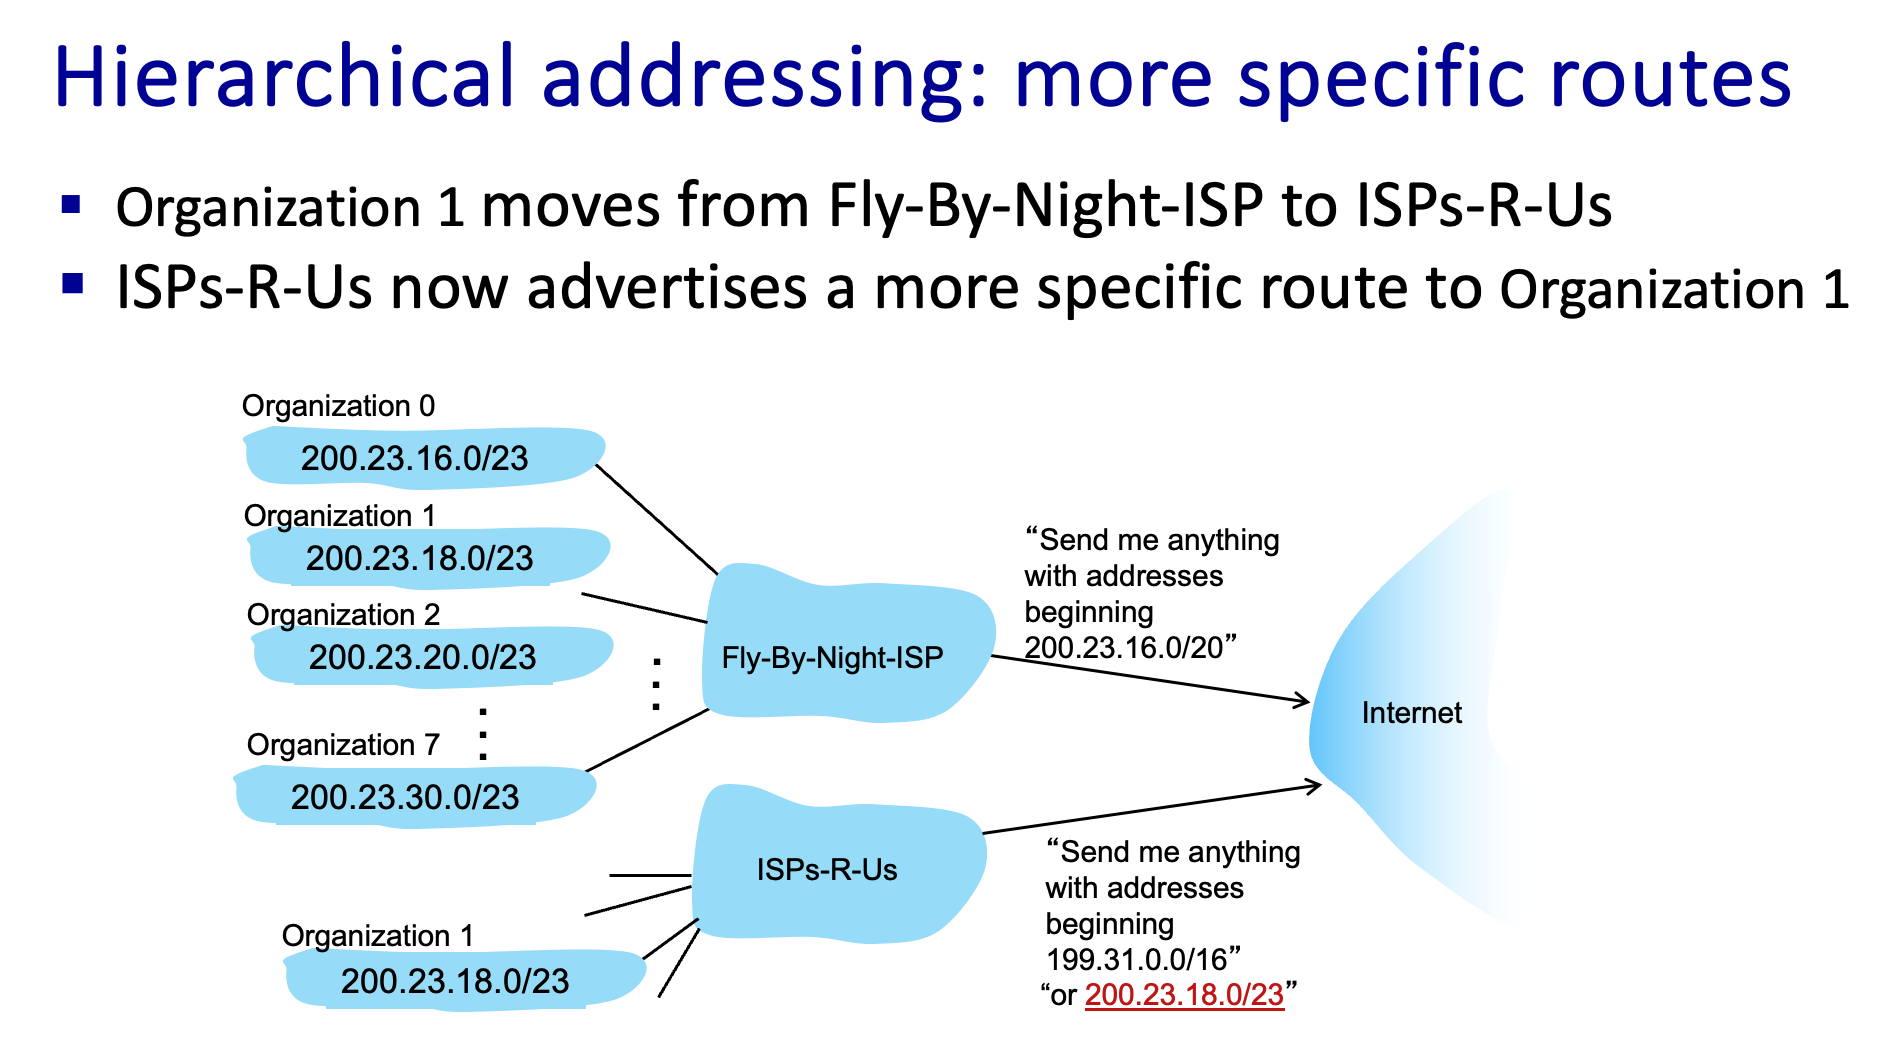 Hierarchical addressing: more specific routes
▪ Organization 1 moves from Fly-By-Night-ISP to ISPs-R-Us
▪ ISPs-R-Us now advertises a more specific route to Organization 1
Organization 0
200.23.16.0/23
Organization 1
200.23.18.0/23
Organization 2
200.23.20.0/23
Organization 7
200.23.30.0/23
Fly-By-Night-ISP
“Send me anything
with addresses
beginning
200.23.16.0/20”
Internet
ISPs-R-Us
Organization 1
200.23.18.0/23
“Send me anything
with addresses
beginning
199.31.0.0/16”
“or 200.23.18.0/23”